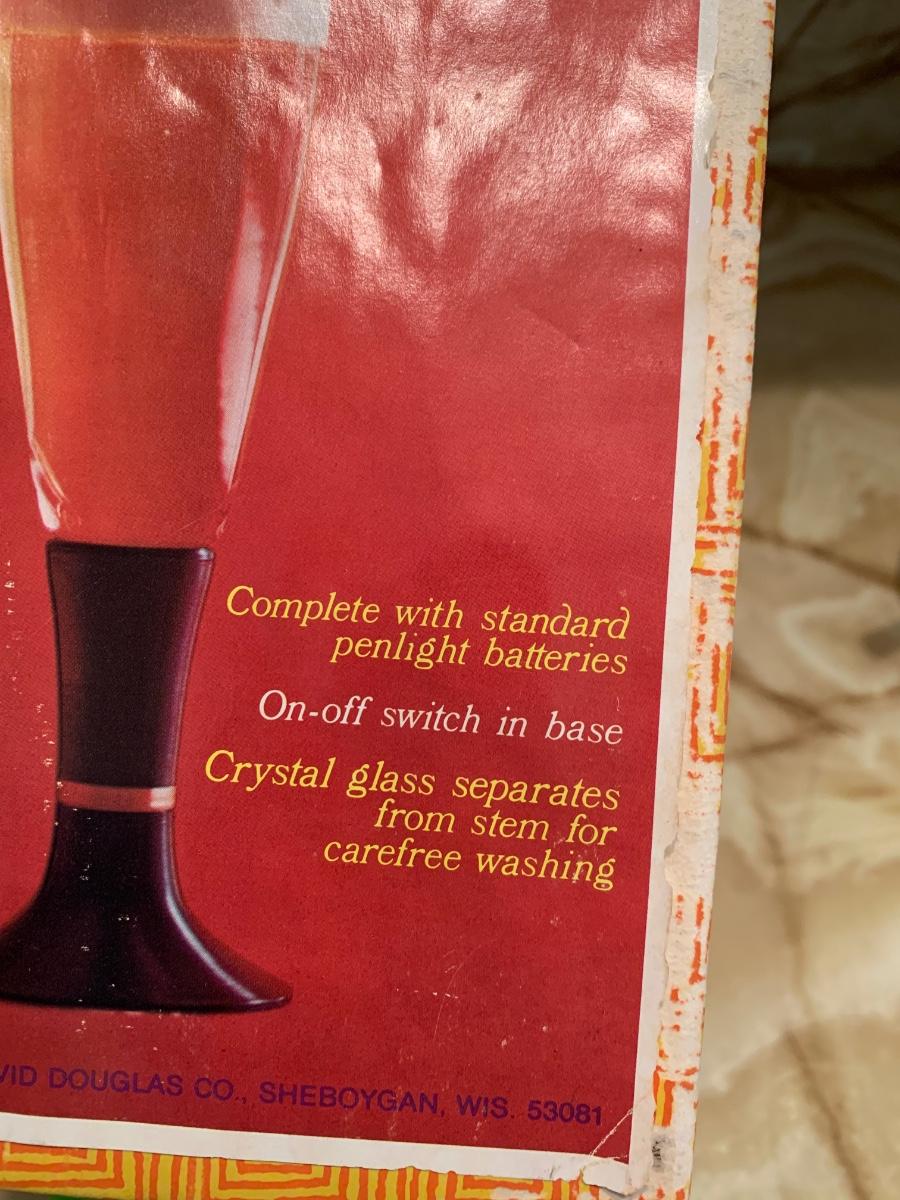 Complete with standard
penlight batteries
On-off switch in base
Crystal glass separates
from stem for
carefree washing
VID DOUGLAS CO., SHEBOYGAN, WIS. 53081